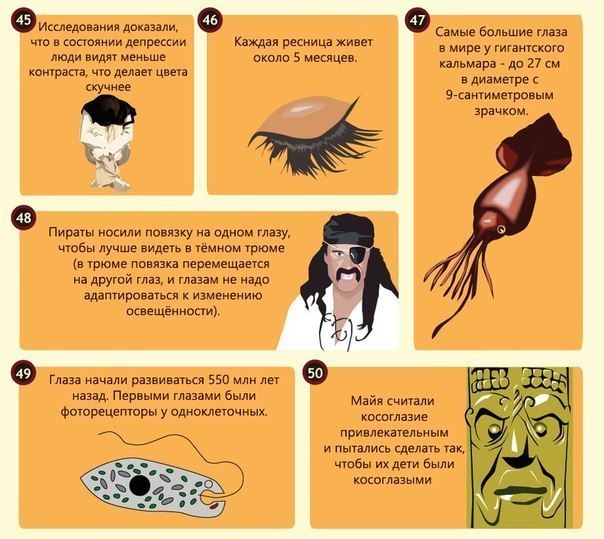 45
Исследования доказали,
что в состоянии депрессии
люди видят меньше
контраста, что делает цвета
скучнее
46
Каждая ресница живет
около 5 месяцев.
47
Самые большие глаза
в мире у гигантского
кальмара - до 27 см
в диаметре с
9-сантиметровым
зрачком.
48
Пираты носили повязку на одном глазу,
чтобы лучше видеть в тёмном трюме
(в трюме повязка перемещается
на другой глаз, и глазам не надо
адаптироваться к изменению
освещённости).
49
Глаза начали развиваться 550 млн лет
назад. Первыми глазами были
фоторецепторы у одноклеточных.
50
Майя считали
косоглазие
привлекательным
и пытались сделать так,
чтобы их дети были
косоглазыми